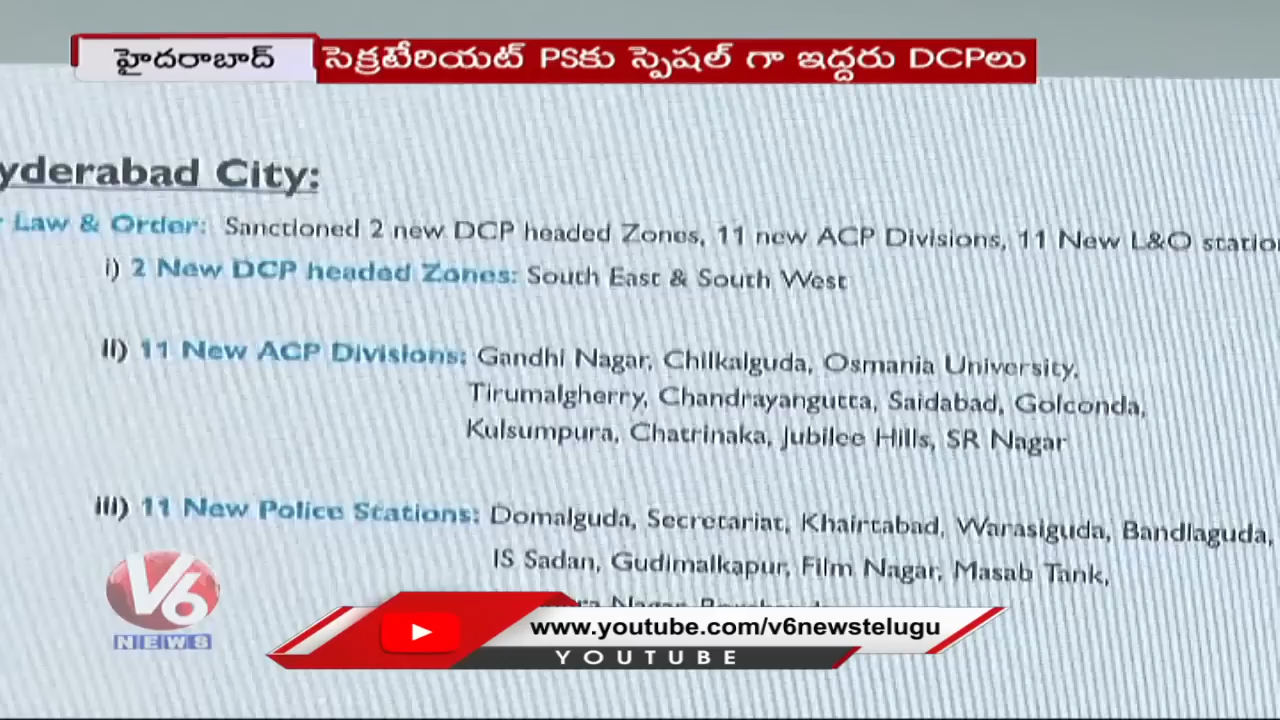 హైదరాబాద్
సెక్రటేరియట్ PSకు స్పెషల్ గా ఇద్దరు DCPలు
yderabad City:
r Law & Order: Sanctioned 2 new DCP headed Zones, 11 new ACP Divisions, 11 New L&O statio
i) 2 New DCP headed Zones: South East & South West
ii) 11 New ACP Divisions: Gandhi Nagar, Chilkalguda, Osmania University,
Tirumalgherry, Chandrayangutta, Saidabad, Golconda,
Kulsumpura, Chatrinaka, Jubilee Hills, SR Nagar
iii) 11 New Police Stations: Domalguda, Secretariat, Khairtabad, Warasiguda, Bandlaguda,
IS Sadan, Gudimalkapur, Film Nagar, Masab Tank,
Nagar
V6
NEWS
www.youtube.com/v6newstelugu
YOUTUBE